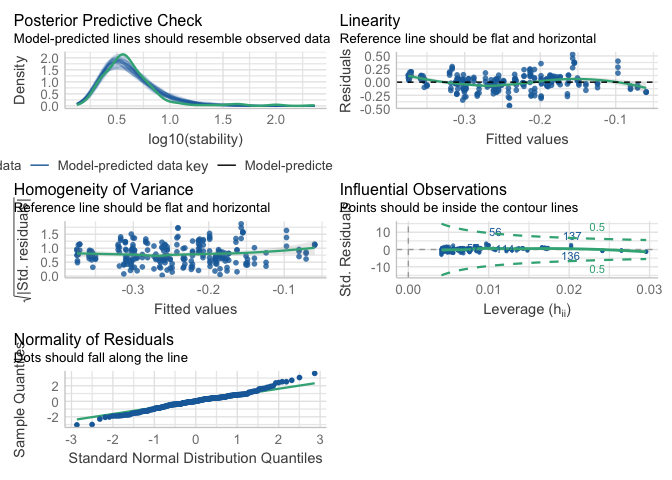 Posterior Predictive Check
Model-predicted lines should resemble observed data
Density
2.0
1.5
1.0
0.5
0.0
0.5
1.0
1.5
2.0
log10(stability)
data
Model-predicted data
key
Model-predicte
Linearity
Reference line should be flat and horizontal
Residuals
0.50
0.25
0.00
-0.25
-0.50
-0.3
-0.2
-0.1
Fitted values
Homogeneity of Variance
Reference line should be flat and horizontal
√|Std. residuals|
1.5
1.0
0.5
0.0
-0.3
-0.2
-0.1
Fitted values
Influential Observations
Points should be inside the contour lines
Std. Residuals
10
0
-10
0.5
56
137
136
0.5
0.00
0.01
0.02
0.03
Leverage (hii)
Normality of Residuals
Dots should fall along the line
Sample Quantiles
2
0
-2
-3
-2
-1
0
1
2
3
Standard Normal Distribution Quantiles